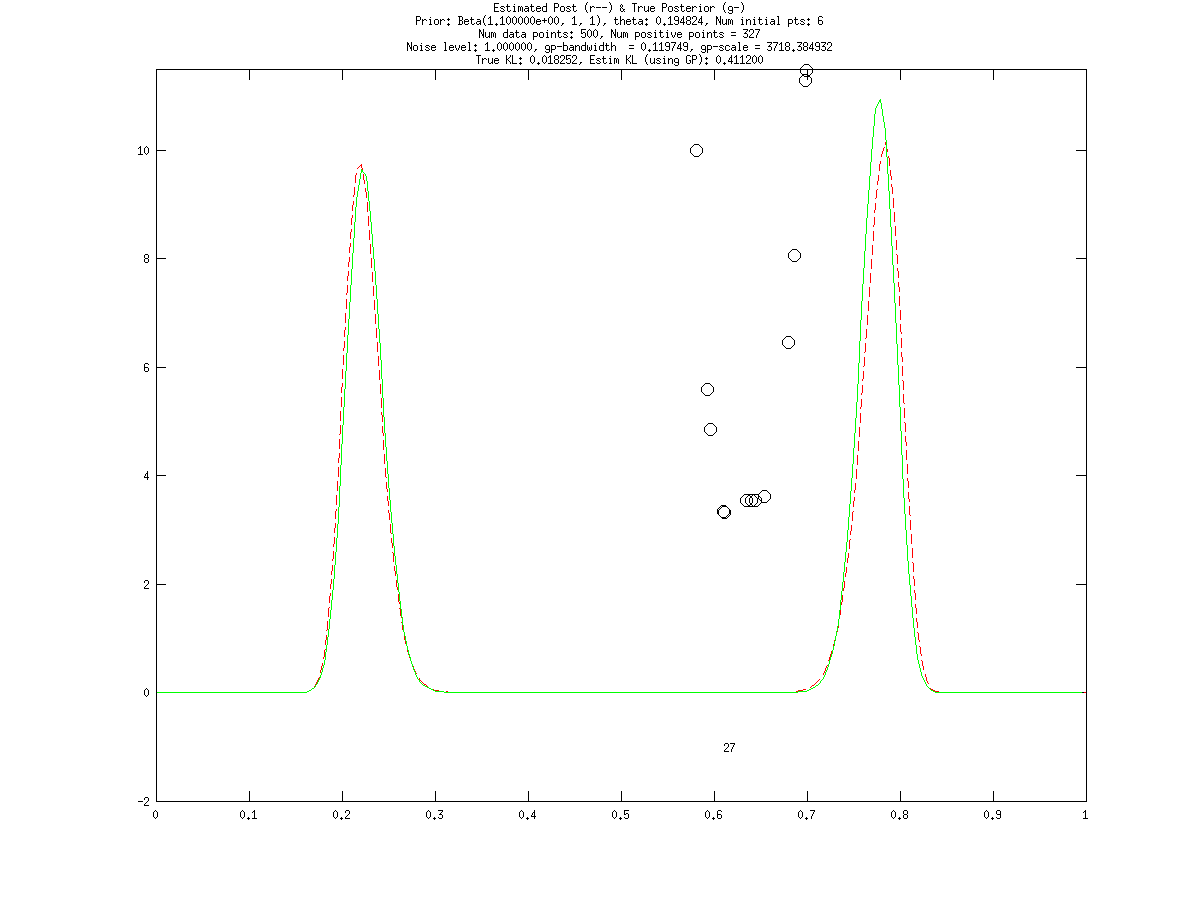 Estimated Post (r--) & True Posterior (g-)
Prior: Beta(1.100000e+00, 1, 1), theta: 0.194824, Num initial pts: 6
Num data points: 500, Num positive points = 327
Noise level: 1.000000, gp-bandwidth  = 0.119749, gp-scale = 3718.384932
True KL: 0.018252, Estim KL (using GP): 0.411200
10
8
6
4
2
0
27
-2
0 0.1 0.2 0.3 0.4 0.5 0.6 0.7 0.8 0.9 1